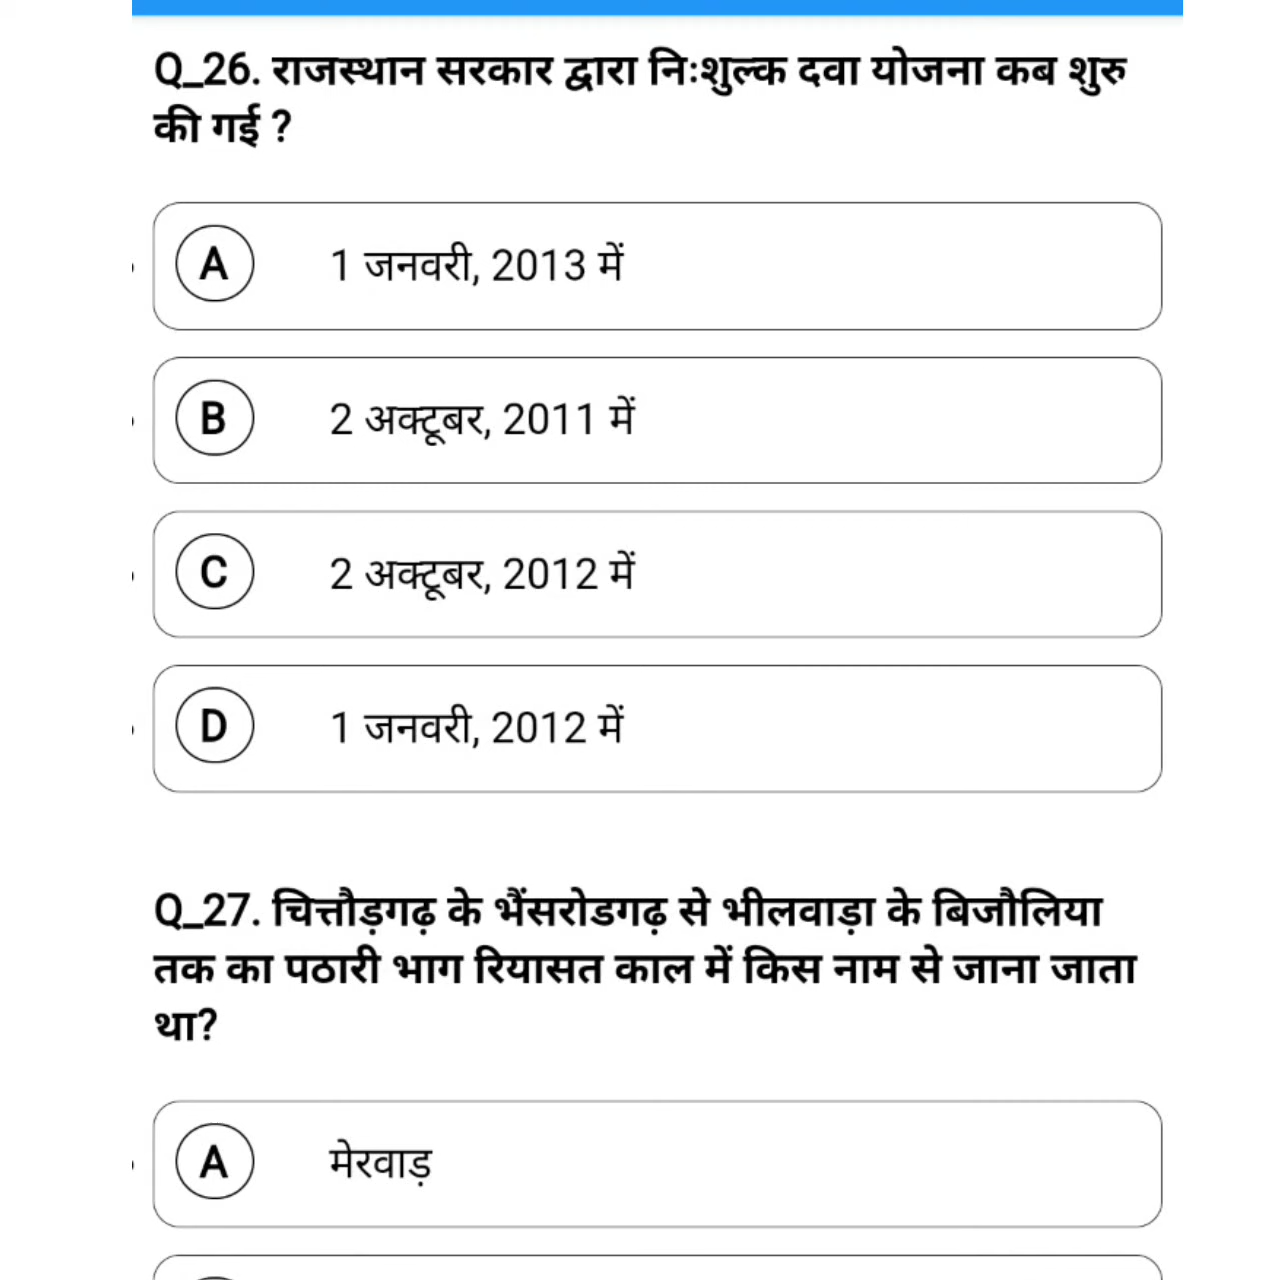 Q_26. राजस्थान सरकार द्वारा निःशुल्क दवा योजना कब शुरु
की गई ?
A 1 जनवरी, 2013 में
B 2 अक्टूबर, 2011 में
C 2 अक्टूबर, 2012 में
D 1 जनवरी, 2012 में
Q_27. चित्तौड़गढ़ के भैंसरोडगढ़ से भीलवाड़ा के बिजौलिया
तक का पठारी भाग रियासत काल में किस नाम से जाना जाता
था?
A मेरवाड़